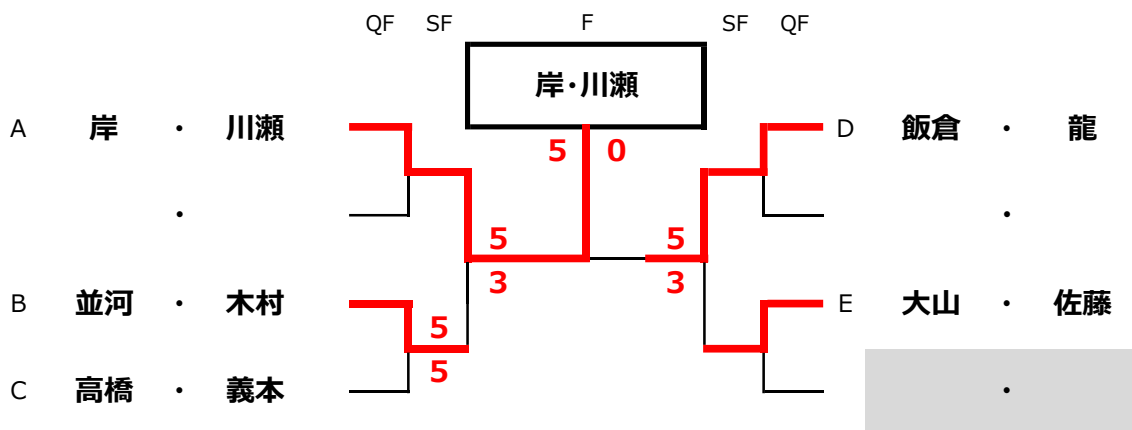 QF SF F SF QF
岸・川瀬
A 岸 ・ 川瀬 D 飯倉 ・ 龍
5 0
・ ・
5 5
3 3
B 並河 ・ 木村 E 大山 ・ 佐藤
5
5
C 高橋 ・ 義本 ・